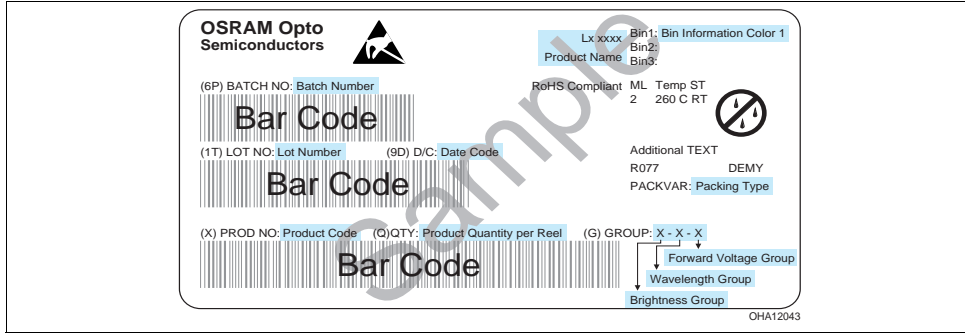 OSRAM Opto
Semiconductors
Lx xxxx
Product Name
Bin1: Bin Information Color 1
Bin2:
Bin3:
(6P) BATCH NO: Batch Number
Bar Code
RoHS Compliant ML Temp ST
2 260 C RT
(1T) LOT NO: Lot Number (9D) D/C: Date Code
Bar Code
Additional TEXT
R077 DEMY
PACKVAR: Packing Type
(X) PROD NO: Product Code (Q)QTY: Product Quantity per Reel (G) GROUP: X - X - X
Bar Code
Forward Voltage Group
Wavelength Group
Brightness Group
Sample
OHA12043